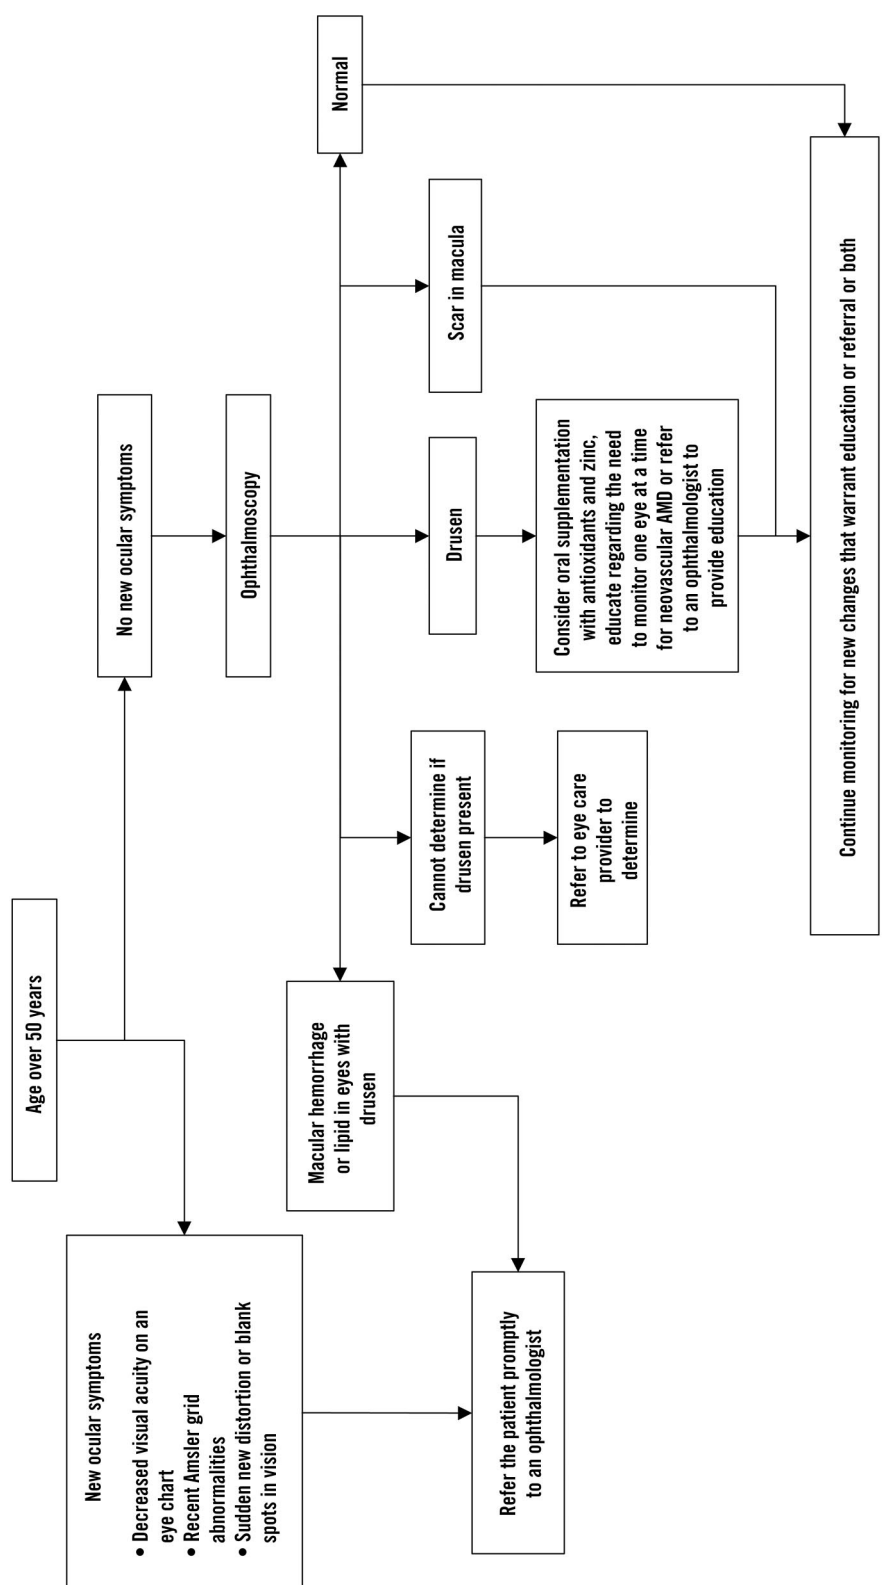 Age over 50 years
New ocular symptoms
• Decreased visual acuity on an
eye chart
• Recent Amsler grid
abnormalities
• Sudden new distortion or blank
spots in vision
No new ocular symptoms
Ophthalmoscopy
Macular hemorrhage
or lipid in eyes with
drusen
Cannot determine if
drusen present
Drusen
Scar in macula
Normal
Refer the patient promptly
to an ophthalmologist
Refer to eye care
provider to
determine
Consider oral supplementation
with antioxidants and zinc,
educate regarding the need
to monitor one eye at a time
for neovascular AMD or refer
to an ophthalmologist to
provide education
Continue monitoring for new changes that warrant education or referral or both